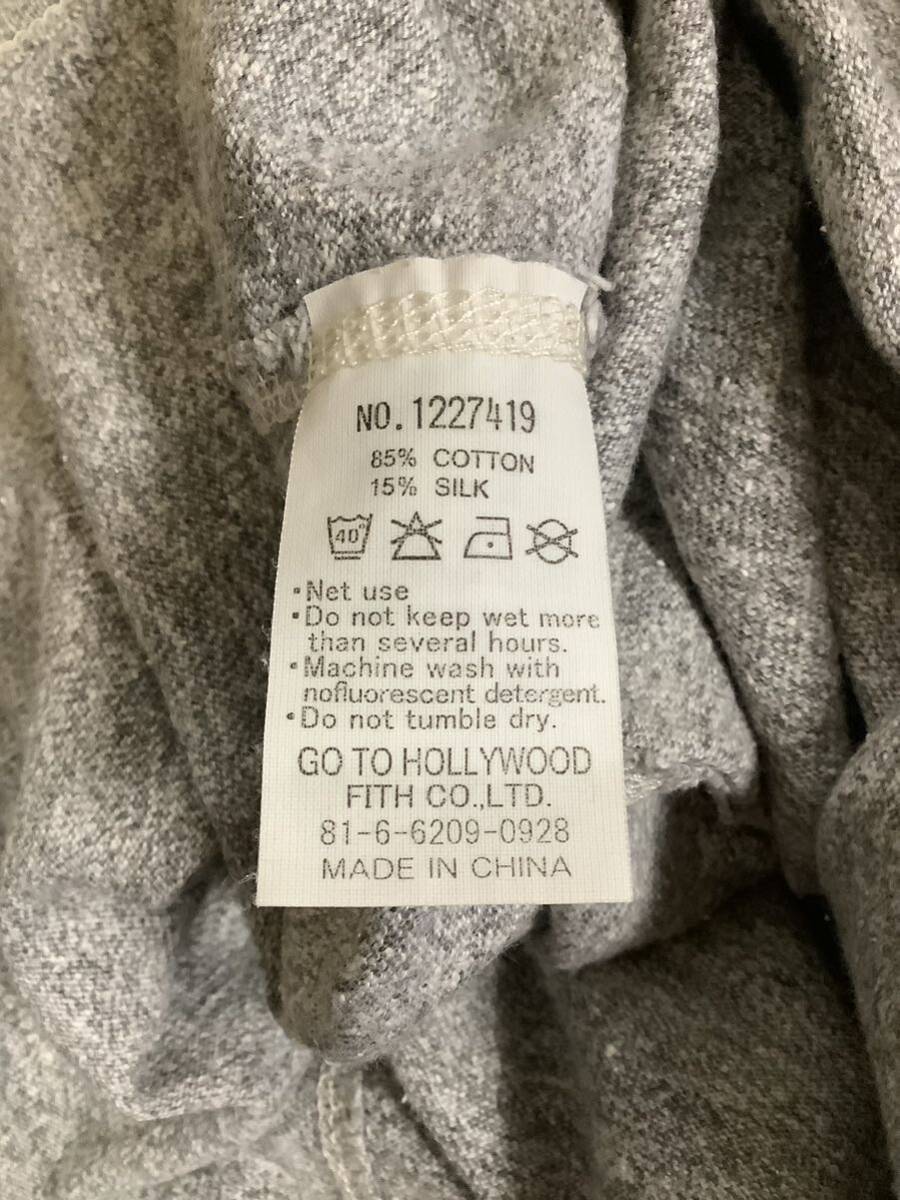 NO.1227419
85% COTTON
15% SILK
40°
・Net use
・Do not keep wet more
than several hours.
・Machine wash with
nofluorescent detergent.
・Do not tumble dry.
GO TO HOLLYWOOD
FITH CO.,LTD.
81-6-6209-0928
MADE IN CHINA